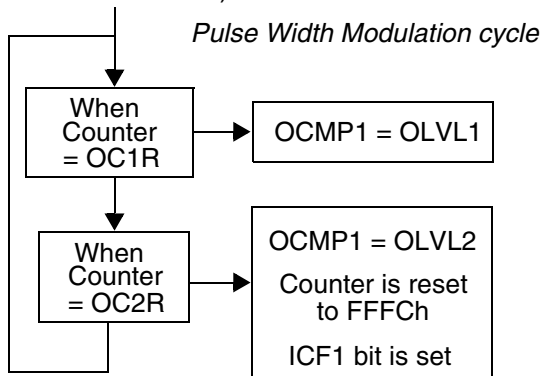 Pulse Width Modulation cycle
When
Counter
= OC1R
OCMP1 = OLVL1
When
Counter
= OC2R
OCMP1 = OLVL2
Counter is reset
to FFFCh
ICF1 bit is set